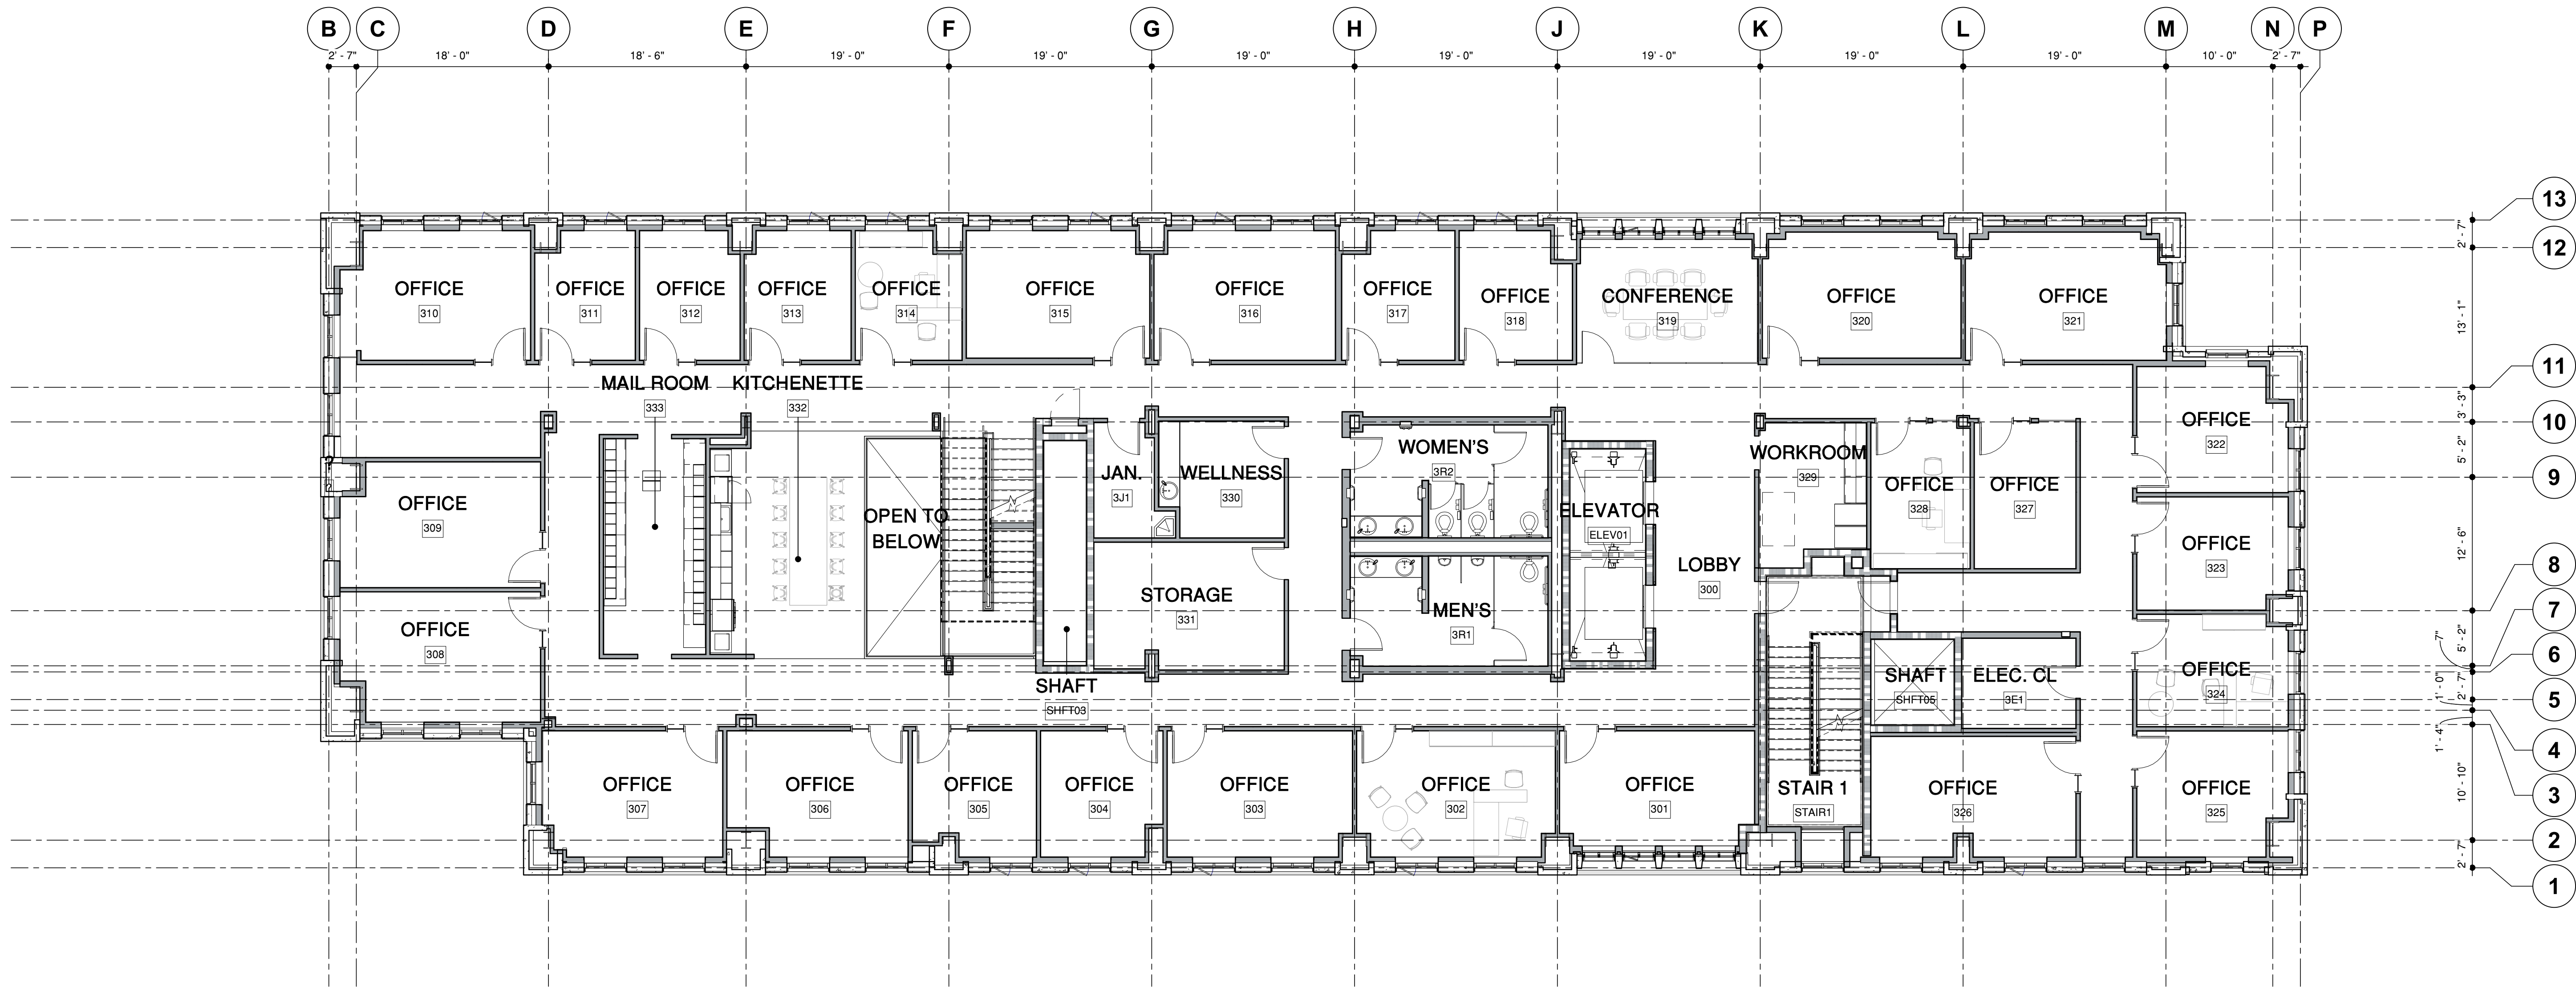 B C D E F G H J K L M N P
2' - 7" 18' - 0" 18' - 6" 19' - 0" 19' - 0" 19' - 0" 19' - 0" 19' - 0" 19' - 0" 19' - 0" 10' - 0" 2' - 7"
13
2' - 7"
12
13' - 1"
11
3' - 3"
10
5' - 2"
9
12' - 6"
8
7
5' - 2"
7"
6
2' - 7"
5
1' - 0"
4
1' - 4"
3
10' - 10"
2
2' - 7"
1
OFFICE
310
OFFICE
311
OFFICE
312
OFFICE
313
OFFICE
314
OFFICE
315
OFFICE
316
OFFICE
317
OFFICE
318
CONFERENCE
319
OFFICE
320
OFFICE
321
MAIL ROOM
333
KITCHENETTE
332
OFFICE
309
OFFICE
308
OPEN TO
BELOW
JAN.
3J1
WELLNESS
330
STORAGE
331
SHAFT
SHFT03
WOMEN'S
3R2
MEN'S
3R1
ELEVATOR
ELEV01
LOBBY
300
WORKROOM
329
OFFICE
328
OFFICE
327
OFFICE
322
OFFICE
323
OFFICE
324
SHAFT
SHFT05
ELEC. CL
3E1
OFFICE
307
OFFICE
306
OFFICE
305
OFFICE
304
OFFICE
303
OFFICE
302
OFFICE
301
STAIR 1
STAIR1
OFFICE
326
OFFICE
325